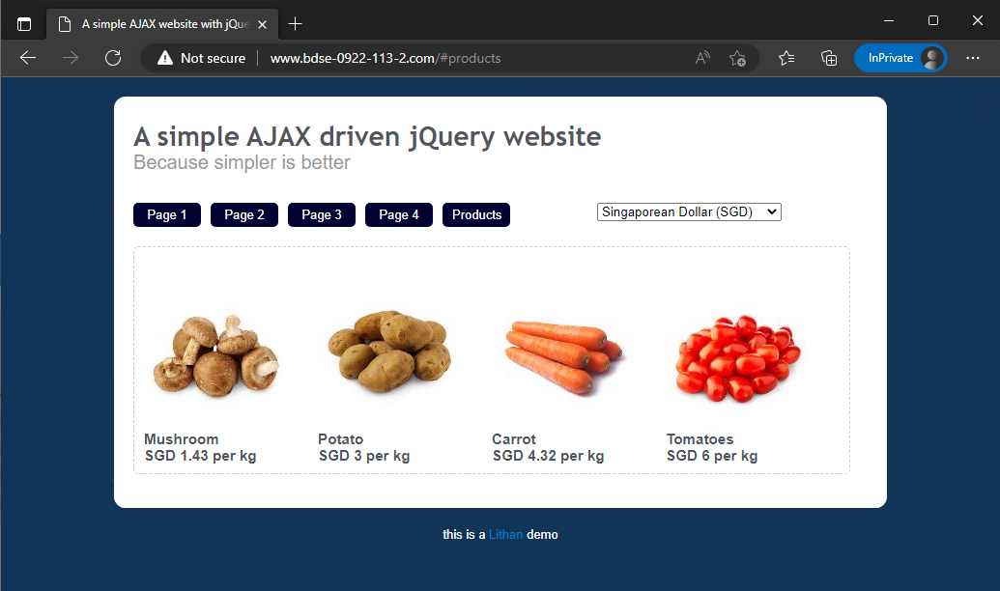 A simple AJAX website with jQue
Not secure
www.bdse-0922-113-2.com/#products
InPrivate
A simple AJAX driven jQuery website
Because simpler is better
Page 1 Page 2 Page 3 Page 4 Products
Singaporean Dollar (SGD)
Mushroom Potato Carrot Tomatoes
SGD 1.43 per kg SGD 3 per kg SGD 4.32 per kg SGD 6 per kg
this is a Lithan demo